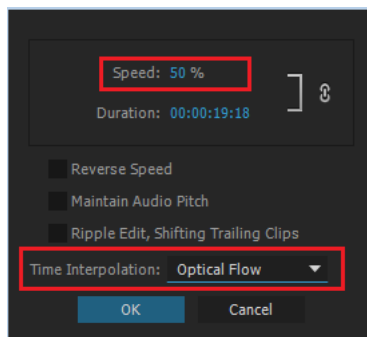 Speed: 50 %
Duration: 00:00:19:18
Reverse Speed
Maintain Audio Pitch
Ripple Edit, Shifting Trailing Clips
Time Interpolation: Optical Flow
OK Cancel